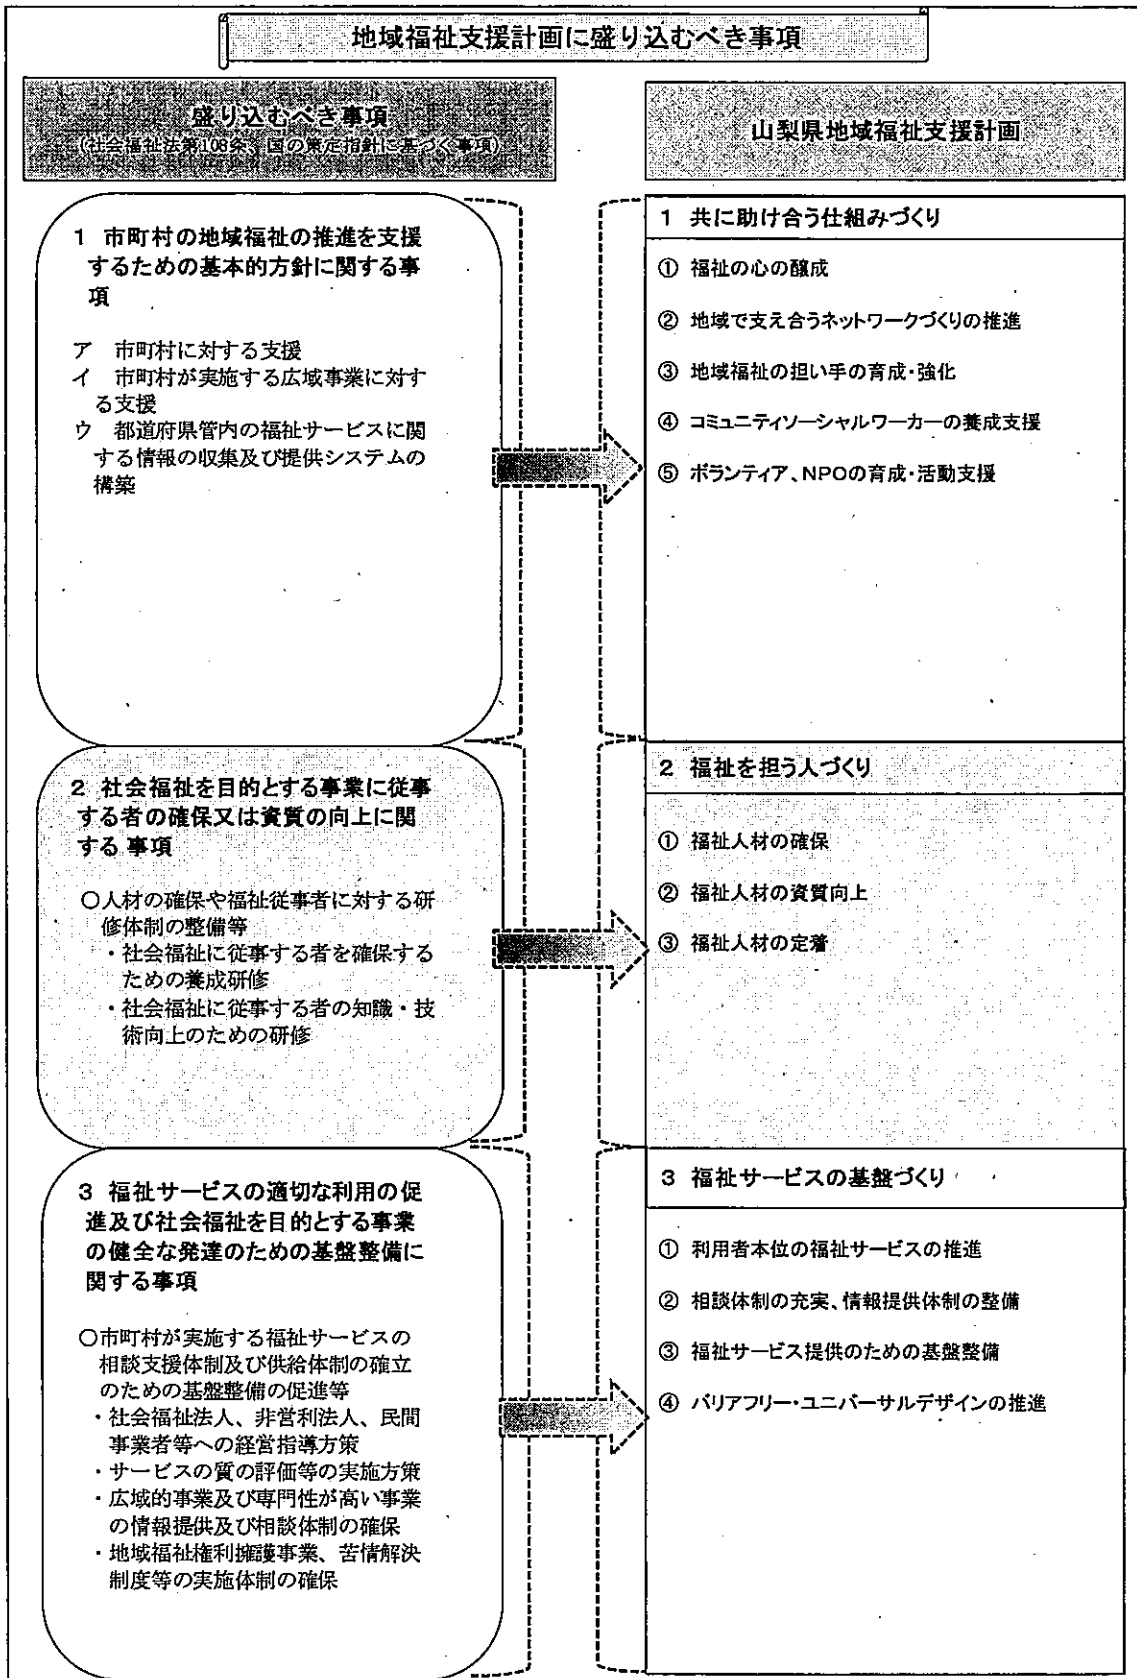 地域福祉支援計画に盛り込むべき事項
盛り込むべき事項
(社会福祉法第108条、国の策定指針に基づく事項)
1 市町村の地域福祉の推進を支援
するための基本的方針に関する事
項
ア 市町村に対する支援
イ 市町村が実施する広域事業に対す
る支援
ウ 都道府県管内の福祉サービスに関
する情報の収集及び提供システムの
構築
2 社会福祉を目的とする事業に従事
する者の確保又は資質の向上に関
する事項
○人材の確保や福祉従事者に対する研
修体制の整備等
・社会福祉に従事する者を確保する
ための養成研修
・社会福祉に従事する者の知識・技
術向上のための研修
3 福祉サービスの適切な利用の促
進及び社会福祉を目的とする事業
の健全な発達のための基盤整備に
関する事項
○市町村が実施する福祉サービスの
相談支援体制及び供給体制の確立
のための基盤整備の促進等
・社会福祉法人、非営利法人、民間
事業者等への経営指導方策
・サービスの質の評価等の実施方策
・広域的事業及び専門性が高い事業
の情報提供及び相談体制の確保
・地域福祉権利擁護事業、苦情解決
制度等の実施体制の確保
山梨県地域福祉支援計画
1 共に助け合う仕組みづくり
① 福祉の心の醸成
② 地域で支え合うネットワークづくりの推進
③ 地域福祉の担い手の育成・強化
④ コミュニティソーシャルワーカーの養成支援
⑤ ボランティア、NPOの育成・活動支援
2 福祉を担う人づくり
① 福祉人材の確保
② 福祉人材の資質向上
③ 福祉人材の定着
3 福祉サービスの基盤づくり
① 利用者本位の福祉サービスの推進
② 相談体制の充実、情報提供体制の整備
③ 福祉サービス提供のための基盤整備
④ バリアフリー・ユニバーサルデザインの推進